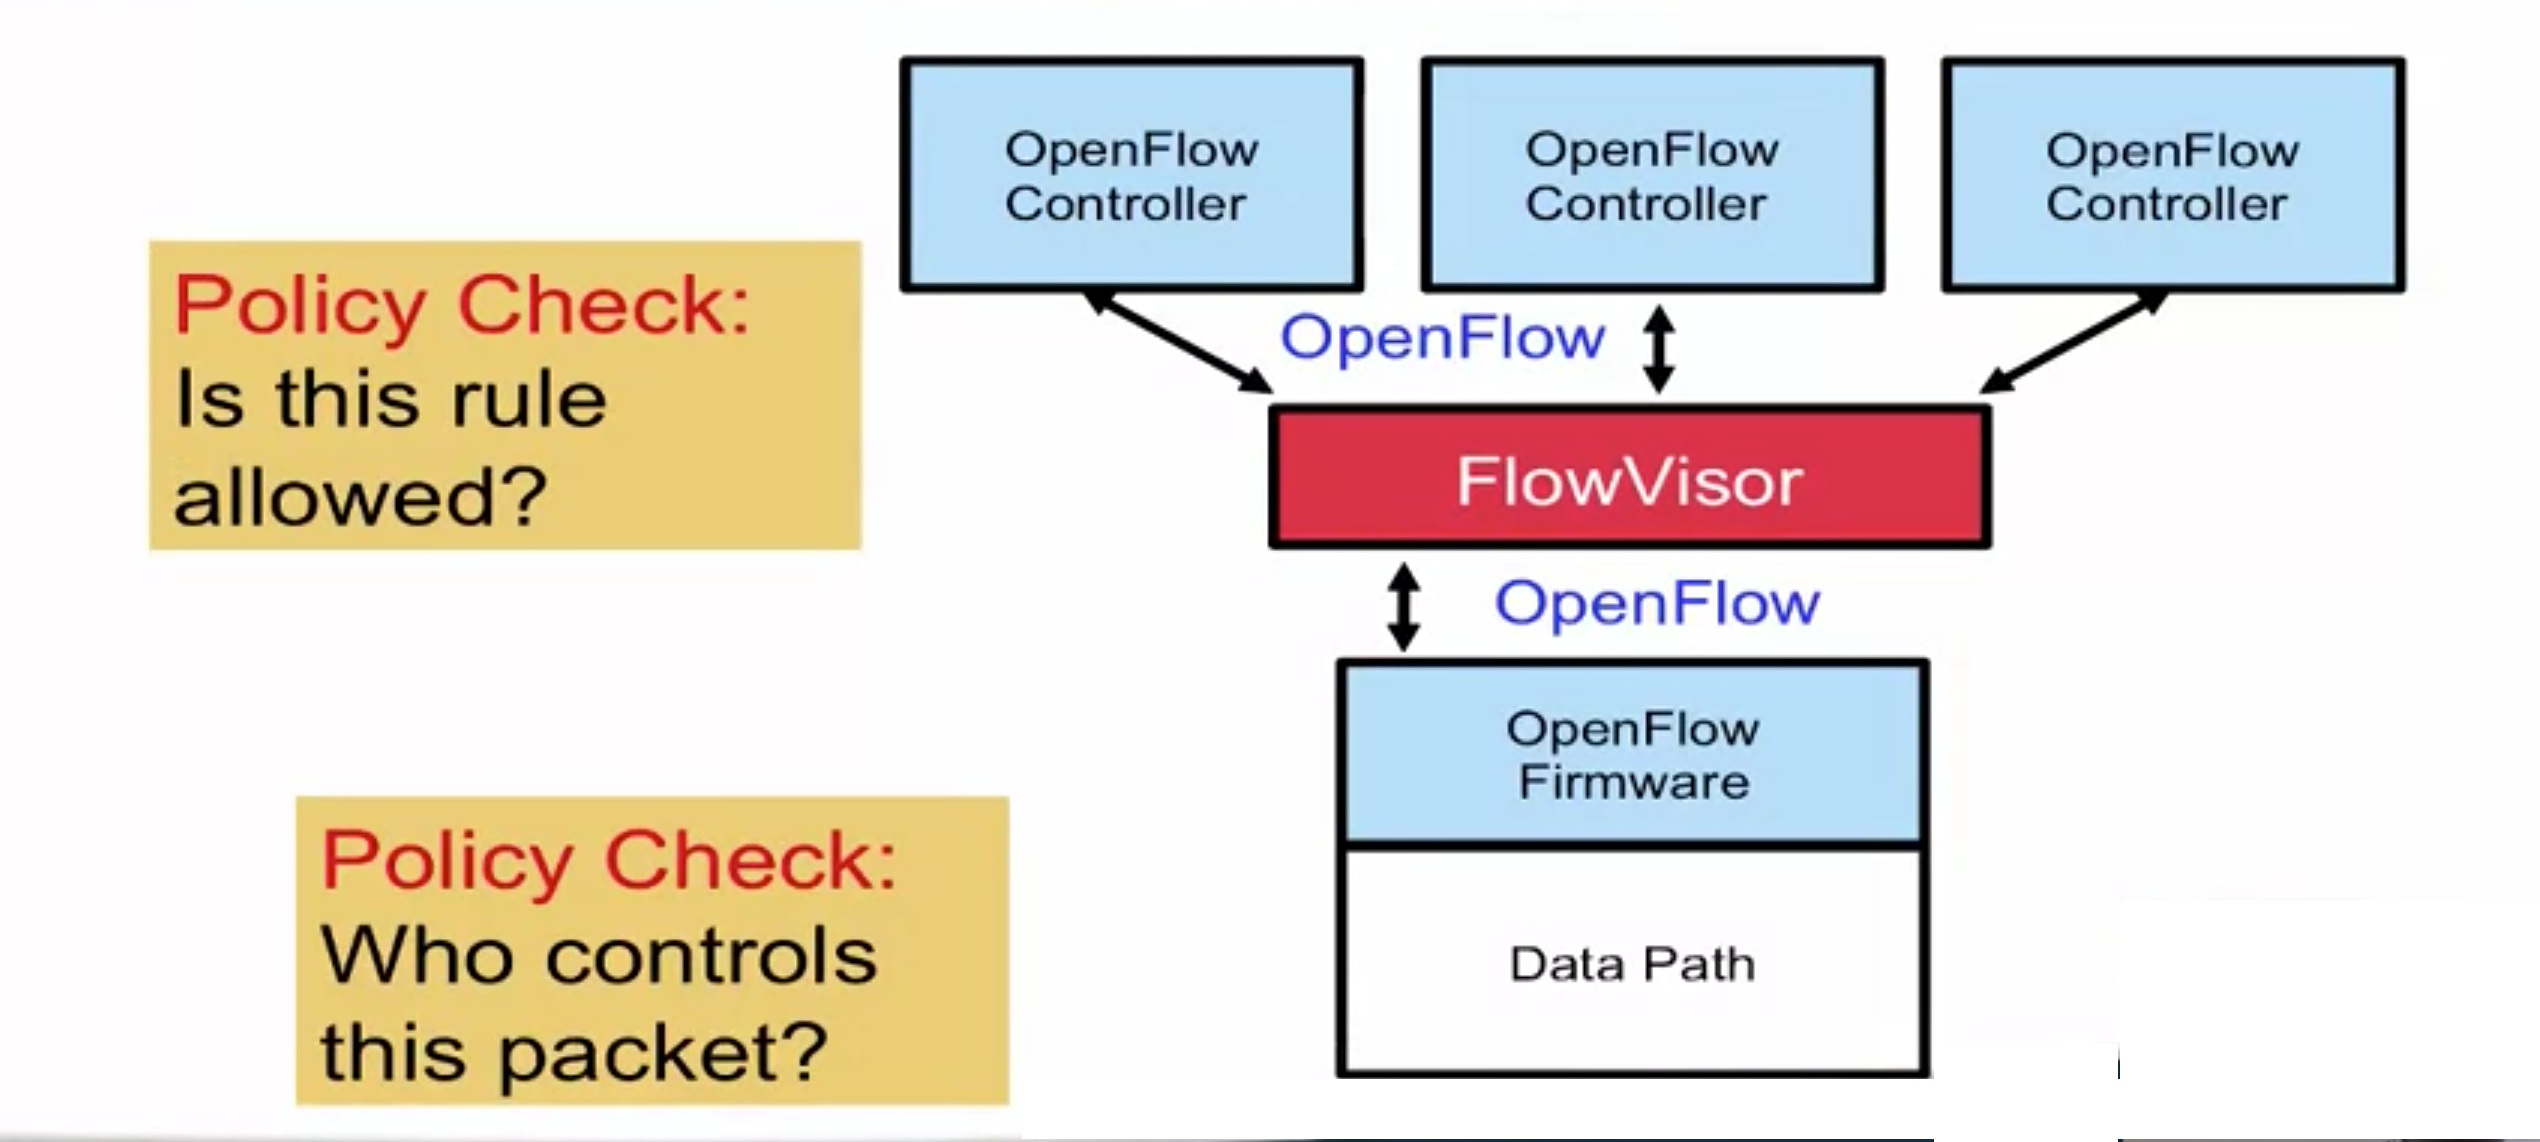 OpenFlow
Controller
OpenFlow
Controller
OpenFlow
Controller
Policy Check:
Is this rule
allowed?
OpenFlow
FlowVisor
OpenFlow
OpenFlow
Firmware
Policy Check:
Who controls
this packet?
Data Path